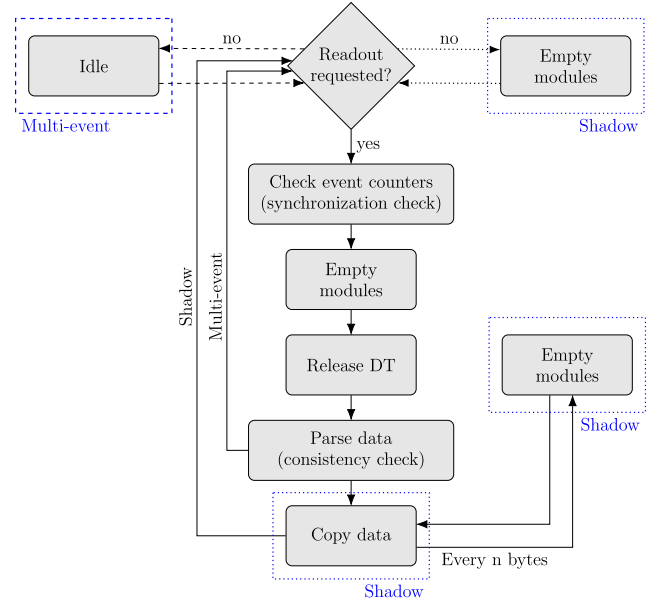 no
no
Idle
Readout
requested?
Empty
modules
Multi-event
Shadow
yes
Check event counters
(synchronization check)
Empty
modules
Shadow
Multi-event
Release DT
Empty
modules
Shadow
Parse data
(consistency check)
Copy data
Every n bytes
Shadow